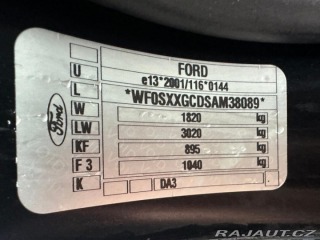 FORD
U e13*2001/116*0144
L *WF0SXXGCDSAM38089*
W 1820 kg
LW 3020 kg
KF 895 kg
F 3 1040 kg
K DA3
Ford
RAJAUT.CZ